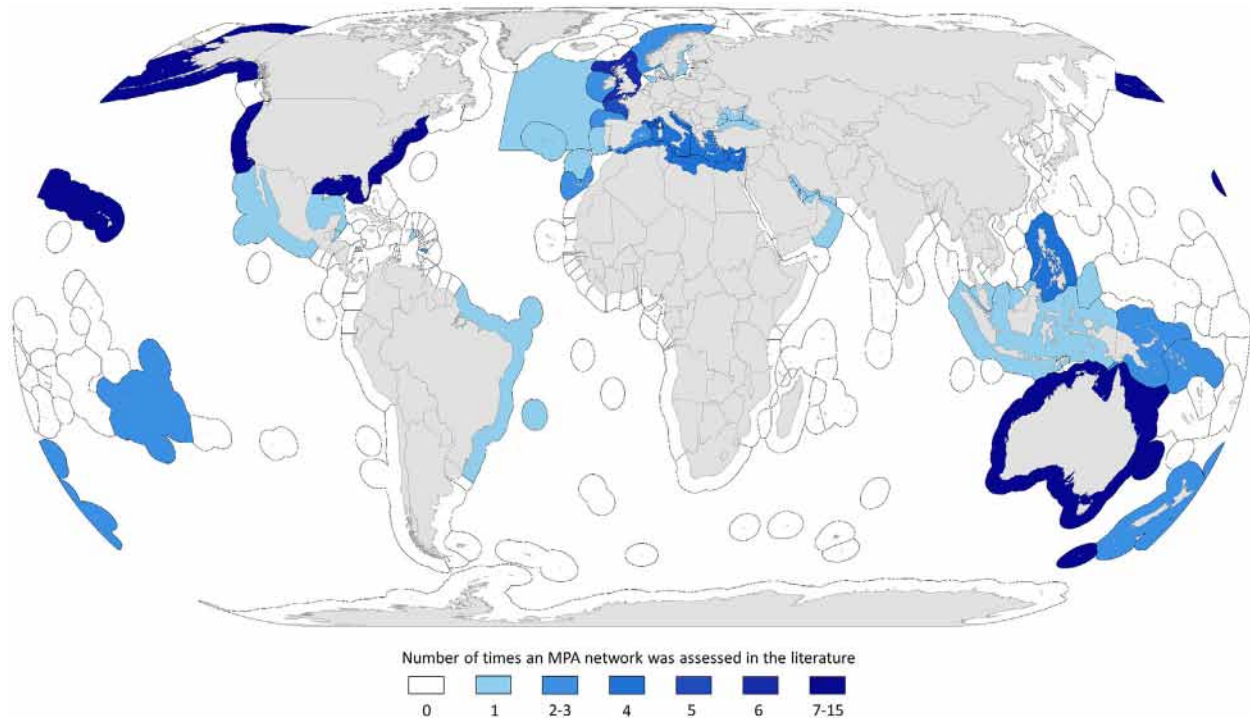 Number of times an MPA network was assessed in the literature
0 1 2-3 4 5 6 7-15